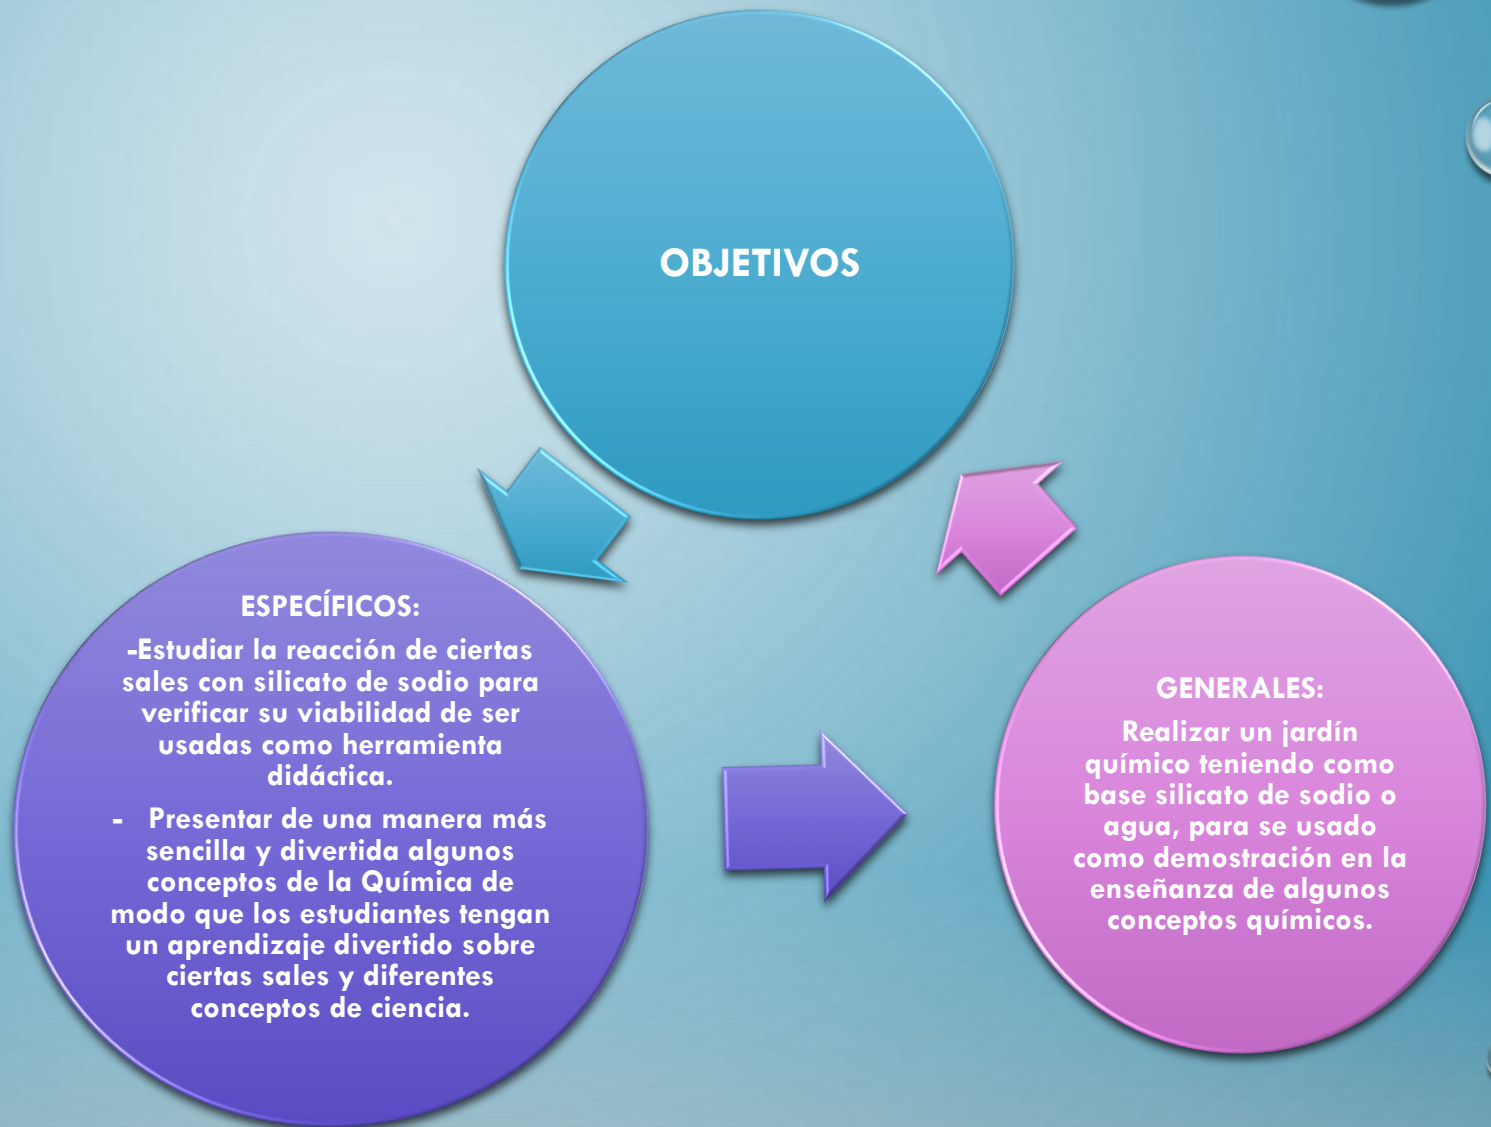 OBJETIVOS
ESPECÍFICOS:
-Estudiar la reacción de ciertas
sales con silicato de sodio para
verificar su viabilidad de ser
usadas como herramienta
didáctica.
- Presentar de una manera más
sencilla y divertida algunos
conceptos de la Química de
modo que los estudiantes tengan
un aprendizaje divertido sobre
ciertas sales y diferentes
conceptos de ciencia.
GENERALES:
Realizar un jardín
químico teniendo como
base silicato de sodio o
agua, para se usado
como demostración en la
enseñanza de algunos
conceptos químicos.